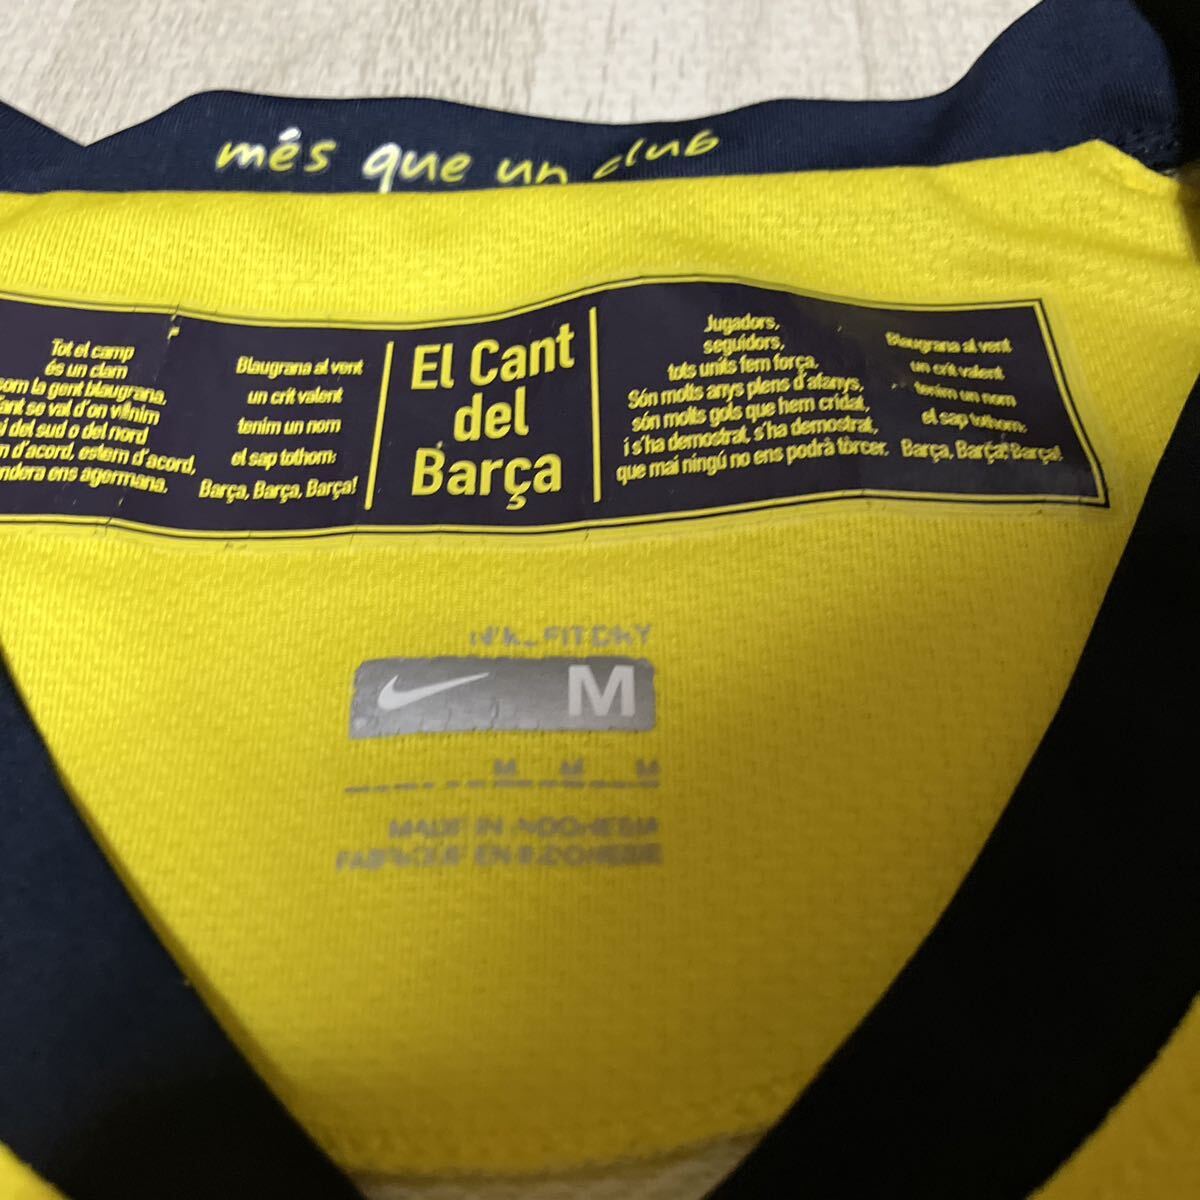 més que un club
Tot el camp
és un clam
som la gent blaugrana,
Tant se val d'on venim
si del sud o del nord
d'acord, estem d'acord,
ens agermana.
Blaugrana al vent
un crit valent
tenim un nom
el sap tothom:
Barça, Barça, Barça!
El Cant
del
Barça
Jugadors,
seguidors,
tots units fem força.
Són molts anys plens d'afanys,
són molts gols que hem cridat,
i s'ha demostrat, s'ha demostrat,
que mai ningú no ens podrà tòrcer.
Blaugrana al vent
un crit valent
tenim un nom
el sap tothom:
Barça, Barça, Barça!
M
M M M
MADE IN INDONESIA
FABRIQUE EN INDONESIE